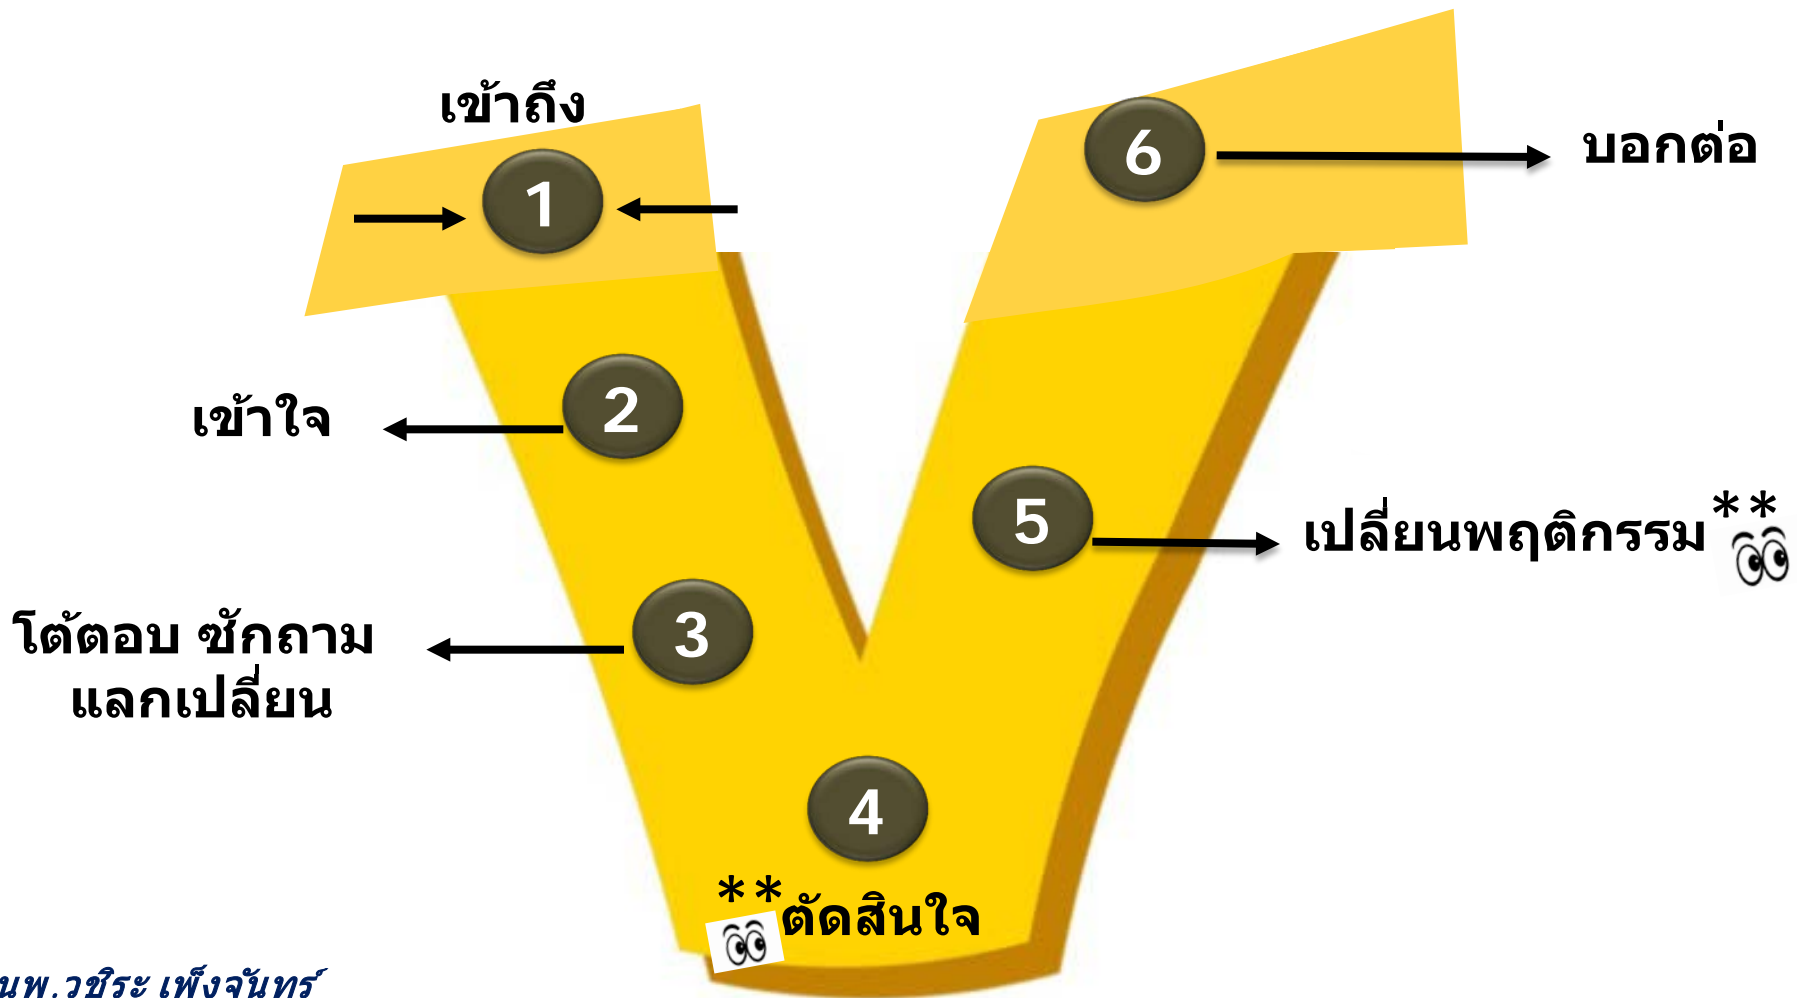 เข้าถึง
1
6
บอกต่อ
2
เข้าใจ
5
เปลี่ยนพฤติกรรม**
3
โต้ตอบ ซักถาม
แลกเปลี่ยน
4
**ตัดสินใจ
นพ.วชิระ เพ็งจันทร์